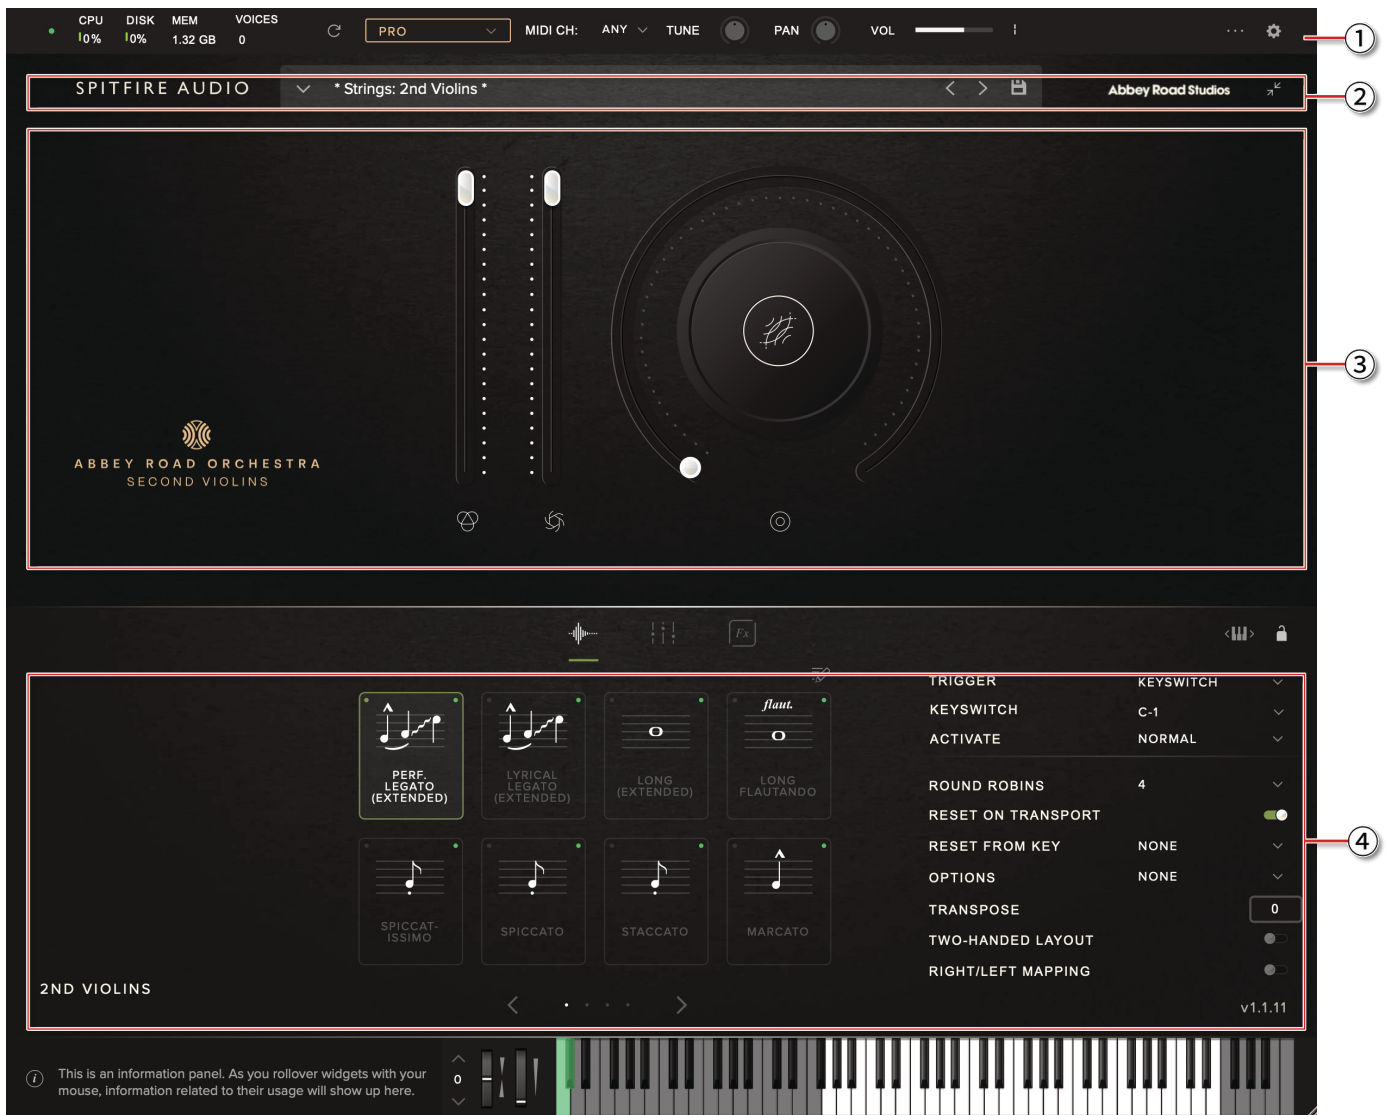 CPU DISK MEM VOICES
0% 0% 1.32 GB 0
PRO
MIDI CH: ANY TUNE PAN VOL
1
SPITFIRE AUDIO
* Strings: 2nd Violins *
Abbey Road Studios
2
3
ABBEY ROAD ORCHESTRA
SECOND VIOLINS
Fx
PERF.
LEGATO
(EXTENDED)
LYRICAL
LEGATO
(EXTENDED)
LONG
(EXTENDED)
flaut.
LONG
FLAUTANDO
SPICCAT-
ISSIMO
SPICCATO
STACCATO
MARCATO
TRIGGER KEYSWITCH
KEYSWITCH C-1
ACTIVATE NORMAL
ROUND ROBINS 4
RESET ON TRANSPORT
RESET FROM KEY NONE
OPTIONS NONE
TRANSPOSE 0
TWO-HANDED LAYOUT
RIGHT/LEFT MAPPING
4
2ND VIOLINS
v1.1.11
i
This is an information panel. As you rollover widgets with your
mouse, information related to their usage will show up here.
0